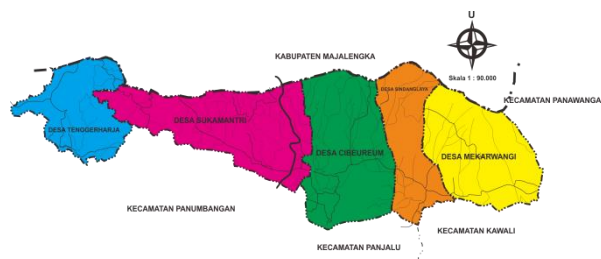 U
Skala 1 : 90.000
KABUPATEN MAJALENGKA
KECAMATAN PANAWANGAN
DESA SINDANGLAYA
DESA TENGGERHARJA
DESA SUKAMANTRI
DESA CIBEUREUM
DESA MEKARWANGI
KECAMATAN PANUMBANGAN
KECAMATAN KAWALI
KECAMATAN PANJALU